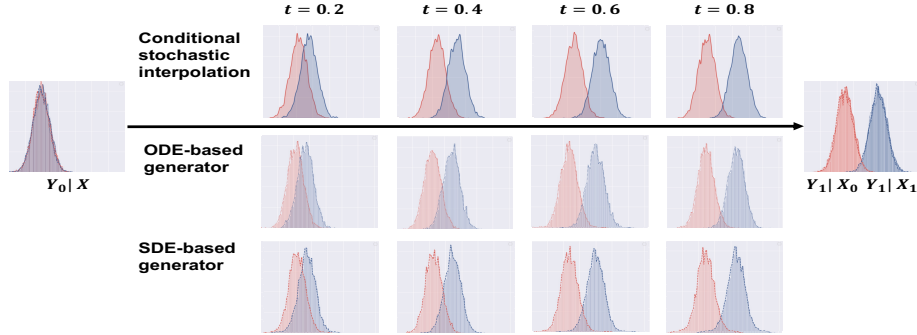 t = 0.2 t = 0.4 t = 0.6 t = 0.8
Conditional
stochastic
interpolation
Y₀| X
ODE-based
generator
Y₁| X₀ Y₁| X₁
SDE-based
generator